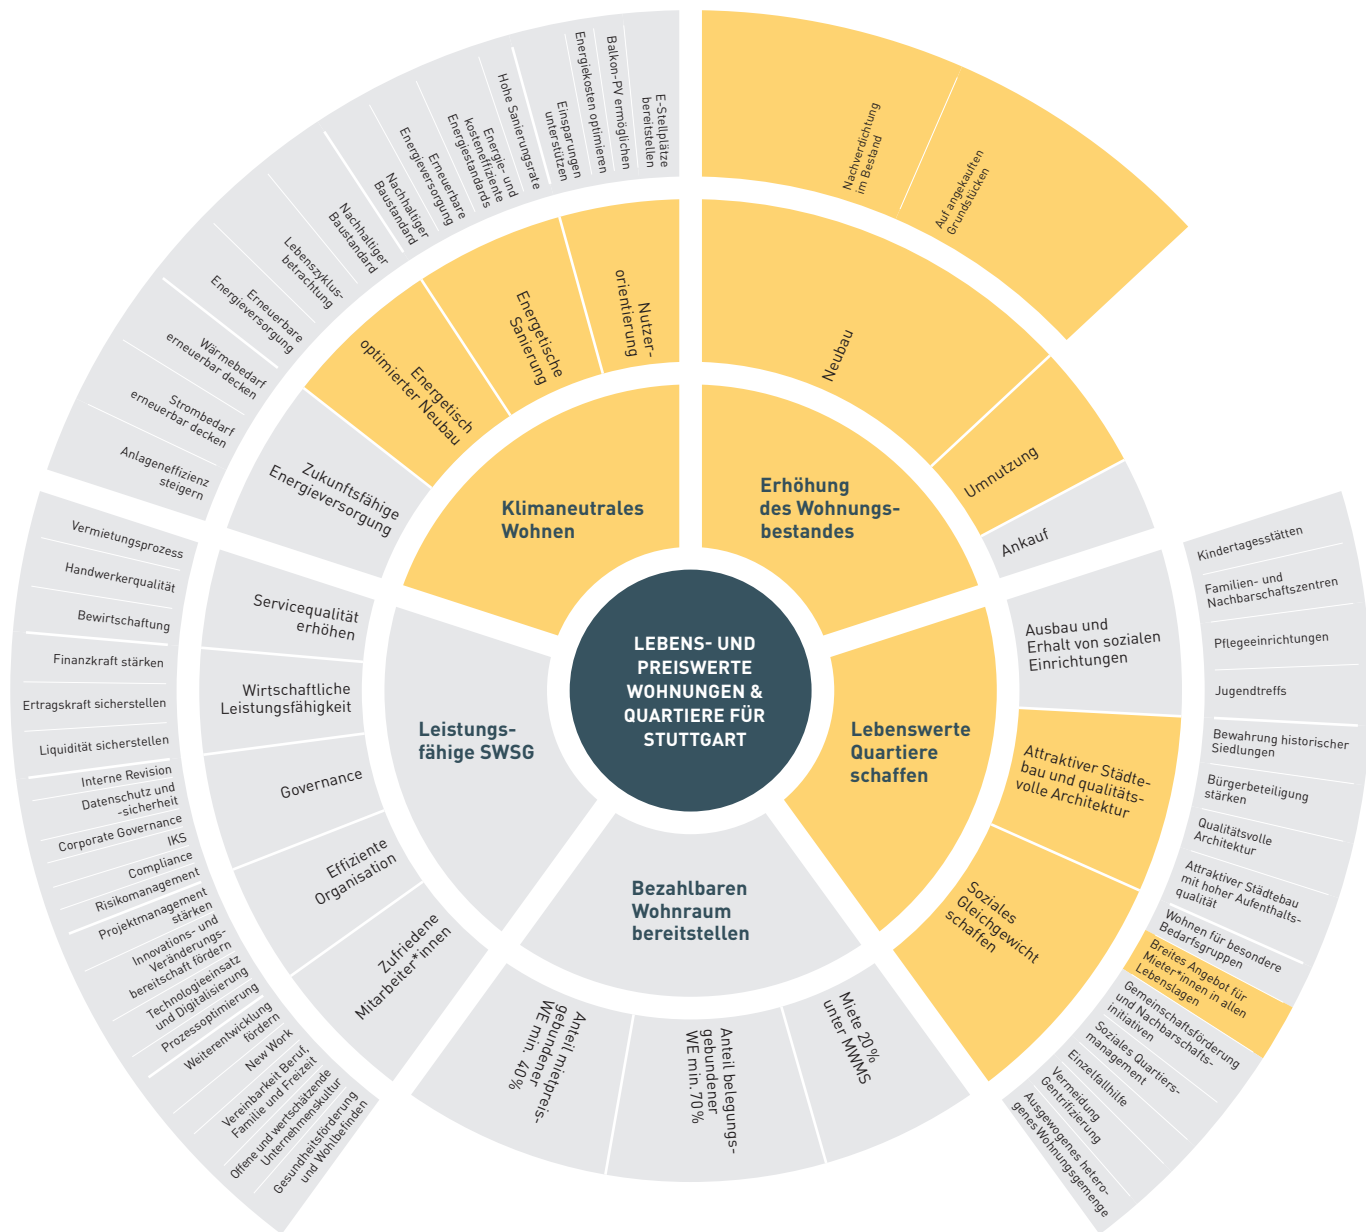 LEBENS- UND
PREISWERTE
WOHNUNGEN &
QUARTIERE FÜR
STUTTGART
Erhöhung
des Wohnungs-
bestandes
Neubau
Nachverdichtung
im Bestand
Auf angekauften
Grundstücken
Umnutzung
Ankauf
Lebenswerte
Quartiere
schaffen
Ausbau und
Erhalt von sozialen
Einrichtungen
Kindertagesstätten
Familien- und
Nachbarschaftszentren
Pflegeeinrichtungen
Jugendtreffs
Attraktiver Städte-
bau und qualitäts-
volle Architektur
Bewahrung historischer
Siedlungen
Bürgerbeteiligung
stärken
Qualitätsvolle
Architektur
Attraktiver Städtebau
mit hoher Aufenthalts-
qualität
Soziales
Gleichgewicht
schaffen
Wohnen für besondere
Bedarfsgruppen
Breites Angebot für
Mieter*innen in allen
Lebenslagen
Gemeinschaftsförderung
und Nachbarschafts-
initiativen
Soziales Quartiers-
management
Einzelfallhilfe
Vermeidung
Gentrifizierung
Ausgewogenes hetero-
genes Wohnungsgemenge
Bezahlbaren
Wohnraum
bereitstellen
Miete 20 %
unter MWMS
Anteil belegungs-
gebundener
WE min. 70 %
Anteil mietpreis-
gebundener
WE min. 40 %
Leistungs-
fähige SWSG
Zufriedene
Mitarbeiter*innen
Gesundheitsförderung
und Wohlbefinden
Offene und wertschätzende
Unternehmenskultur
Vereinbarkeit Beruf,
Familie und Freizeit
New Work
Weiterentwicklung
fördern
Effiziente
Organisation
Prozessoptimierung
Technologieeinsatz
und Digitalisierung
Innovations- und
Veränderungs-
bereitschaft fördern
Projektmanagement
stärken
Governance
Risikomanagement
Compliance
IKS
Corporate Governance
Datenschutz und
-sicherheit
Interne Revision
Wirtschaftliche
Leistungsfähigkeit
Liquidität sicherstellen
Ertragskraft sicherstellen
Finanzkraft stärken
Servicequalität
erhöhen
Bewirtschaftung
Handwerkerqualität
Vermietungsprozess
Klimaneutrales
Wohnen
Zukunftsfähige
Energieversorgung
Anlageneffizienz
steigern
Strombedarf
erneuerbar decken
Wärmebedarf
erneuerbar decken
Energetisch
optimierter Neubau
Erneuerbare
Energieversorgung
Lebenszyklus-
betrachtung
Nachhaltiger
Baustandard
Energetische
Sanierung
Nachhaltiger
Baustandard
Erneuerbare
Energieversorgung
Energie- und
kosteneffiziente
Energiestandards
Hohe Sanierungsrate
Nutzer-
orientierung
Einsparungen
unterstützen
Energiekosten optimieren
Balkon-PV ermöglichen
E-Stellplätze
bereitstellen